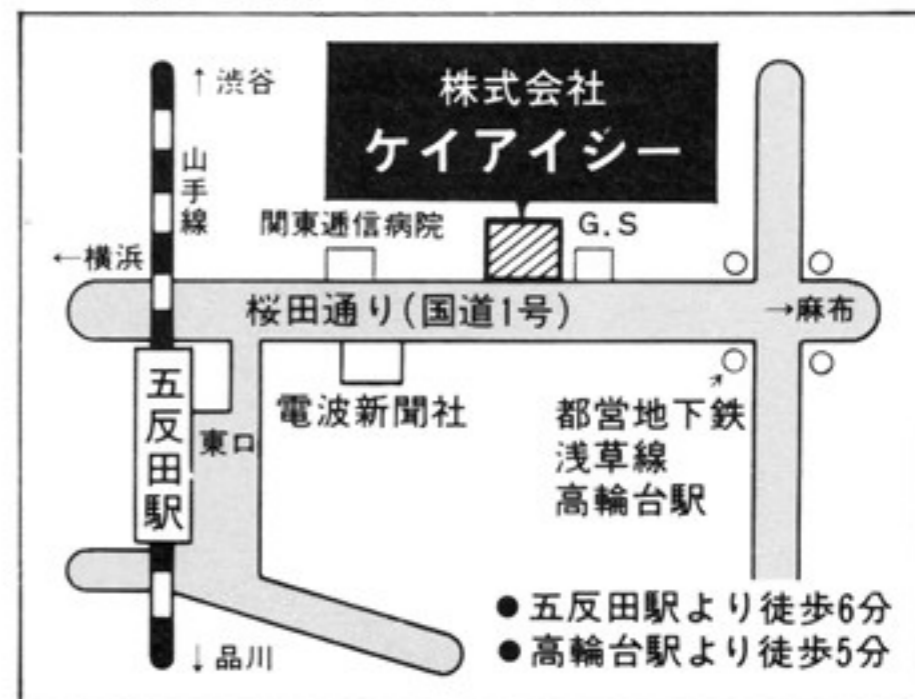 株式会社
ケイアイシー
↑渋谷
山手線
関東逓信病院
G.S
←横浜
桜田通り(国道1号)
→麻布
五反田駅
東口
電波新聞社
都営地下鉄
浅草線
高輪台駅
●五反田駅より徒歩6分
●高輪台駅より徒歩5分
↓品川